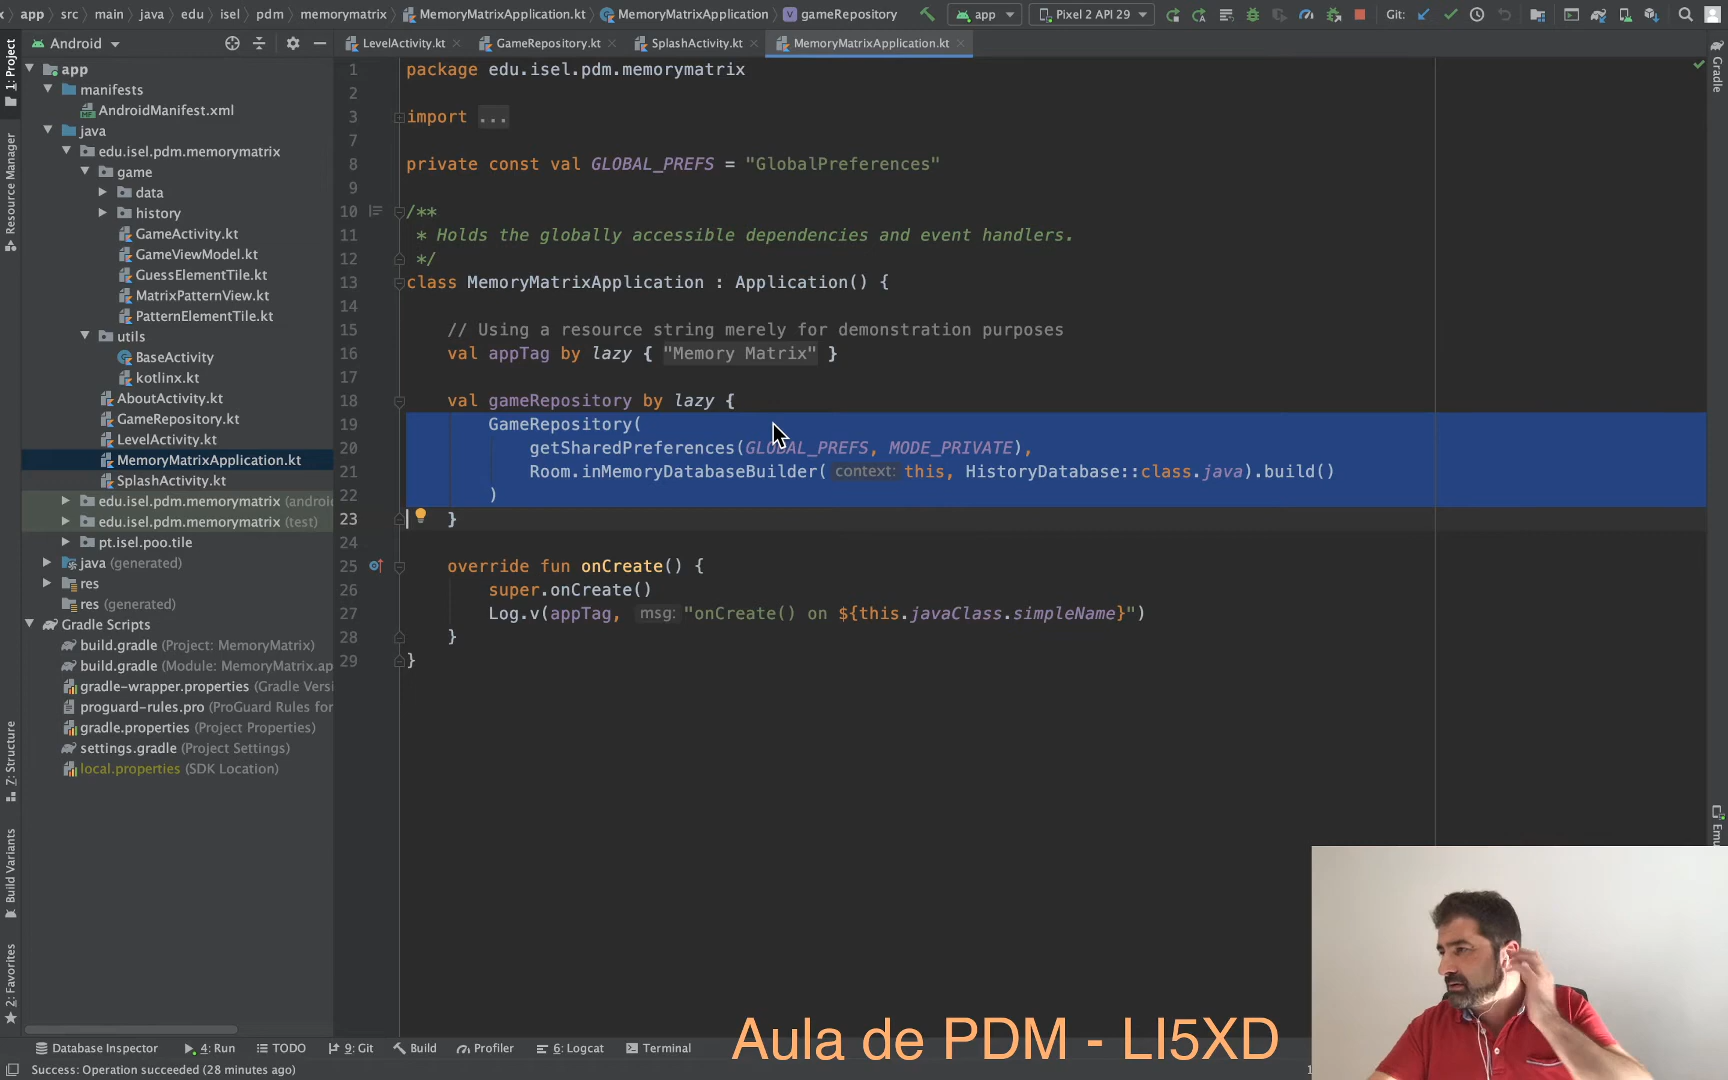 app src main java edu isel pdm memorymatrix MemoryMatrixApplication.kt MemoryMatrixApplication gameRepository app Pixel 2 API 29 Git:
Android
LevelActivity.kt GameRepository.kt SplashActivity.kt MemoryMatrixApplication.kt
1: Project
Resource Manager
Z: Structure
Build Variants
2: Favorites
Gradle
app
manifests
AndroidManifest.xml
java
edu.isel.pdm.memorymatrix
game
data
history
GameActivity.kt
GameViewModel.kt
GuessElementTile.kt
MatrixPatternView.kt
PatternElementTile.kt
utils
BaseActivity
kotlinx.kt
AboutActivity.kt
GameRepository.kt
LevelActivity.kt
MemoryMatrixApplication.kt
SplashActivity.kt
edu.isel.pdm.memorymatrix (androi
edu.isel.pdm.memorymatrix (test)
pt.isel.poo.tile
java (generated)
res
res (generated)
Gradle Scripts
build.gradle (Project: MemoryMatrix)
build.gradle (Module: MemoryMatrix.ap
gradle-wrapper.properties (Gradle Versi
proguard-rules.pro (ProGuard Rules for
gradle.properties (Project Properties)
settings.gradle (Project Settings)
local.properties (SDK Location)
1 package edu.isel.pdm.memorymatrix
2
3 import ...
7
8 private const val GLOBAL_PREFS = "GlobalPreferences"
9
10 /**
11 * Holds the globally accessible dependencies and event handlers.
12 */
13 class MemoryMatrixApplication : Application() {
14
15 // Using a resource string merely for demonstration purposes
16 val appTag by lazy { "Memory Matrix" }
17
18 val gameRepository by lazy {
19 GameRepository(
20 getSharedPreferences(GLOBAL_PREFS, MODE_PRIVATE),
21 Room.inMemoryDatabaseBuilder( context: this, HistoryDatabase::class.java).build()
22 )
23 }
24
25 override fun onCreate() {
26 super.onCreate()
27 Log.v(appTag, msg: "onCreate() on ${this.javaClass.simpleName}")
28 }
29 }
Aula de PDM - LI5XD
Database Inspector 4: Run TODO 9: Git Build Profiler 6: Logcat Terminal
Success: Operation succeeded (28 minutes ago)